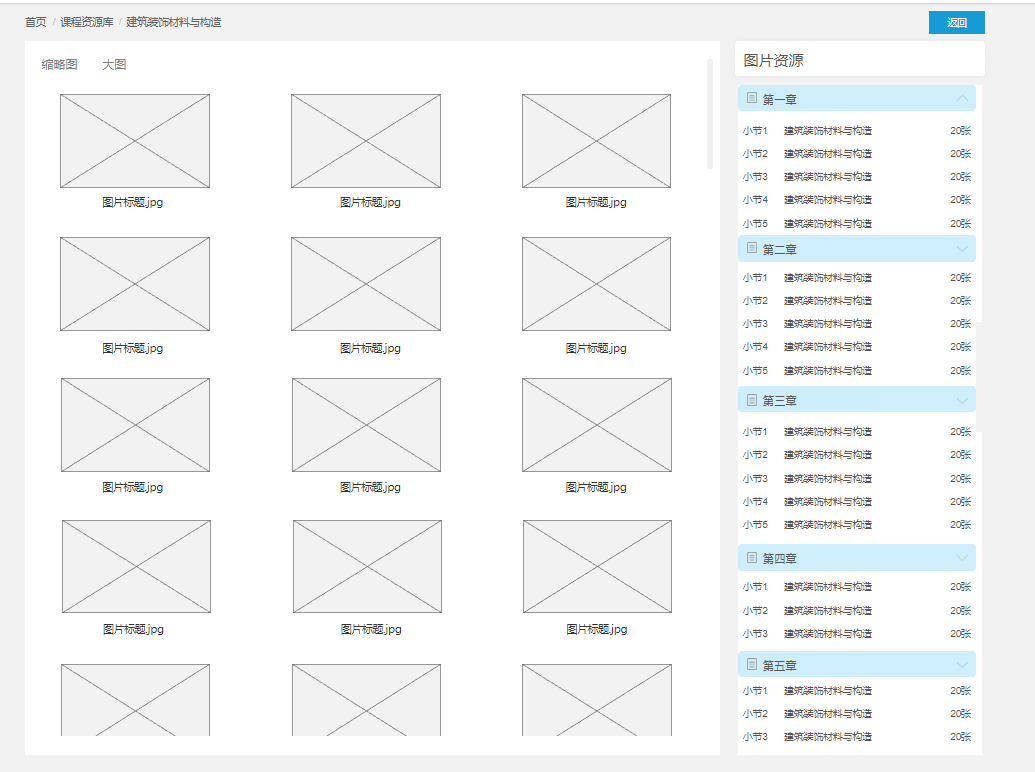 首页 / 课程资源库 / 建筑装饰材料与构造
返回
缩略图 大图
图片标题.jpg 图片标题.jpg 图片标题.jpg
图片标题.jpg 图片标题.jpg 图片标题.jpg
图片标题.jpg 图片标题.jpg 图片标题.jpg
图片标题.jpg 图片标题.jpg 图片标题.jpg
图片资源
第一章
小节1 建筑装饰材料与构造 20张
小节2 建筑装饰材料与构造 20张
小节3 建筑装饰材料与构造 20张
小节4 建筑装饰材料与构造 20张
小节5 建筑装饰材料与构造 20张
第二章
小节1 建筑装饰材料与构造 20张
小节2 建筑装饰材料与构造 20张
小节3 建筑装饰材料与构造 20张
小节4 建筑装饰材料与构造 20张
小节5 建筑装饰材料与构造 20张
第三章
小节1 建筑装饰材料与构造 20张
小节2 建筑装饰材料与构造 20张
小节3 建筑装饰材料与构造 20张
小节4 建筑装饰材料与构造 20张
小节5 建筑装饰材料与构造 20张
第四章
小节1 建筑装饰材料与构造 20张
小节2 建筑装饰材料与构造 20张
小节3 建筑装饰材料与构造 20张
第五章
小节1 建筑装饰材料与构造 20张
小节2 建筑装饰材料与构造 20张
小节3 建筑装饰材料与构造 20张